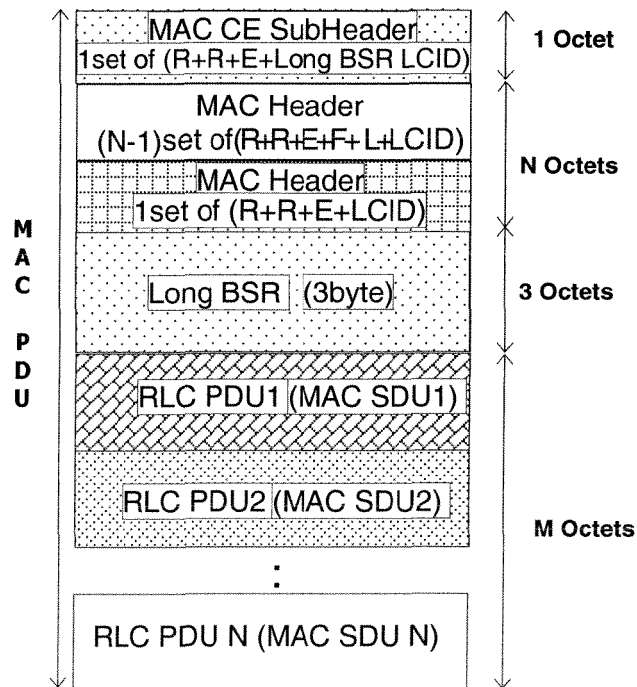 MAC CE SubHeader
1set of (R+R+E+Long BSR LCID)
1 Octet
MAC Header
(N-1)set of(R+R+E+F+L+LCID)
N Octets
MAC Header
1set of (R+R+E+LCID)
MAC PDU
Long BSR (3byte)
3 Octets
RLC PDU1 (MAC SDU1)
RLC PDU2 (MAC SDU2)
M Octets
:
RLC PDU N (MAC SDU N)